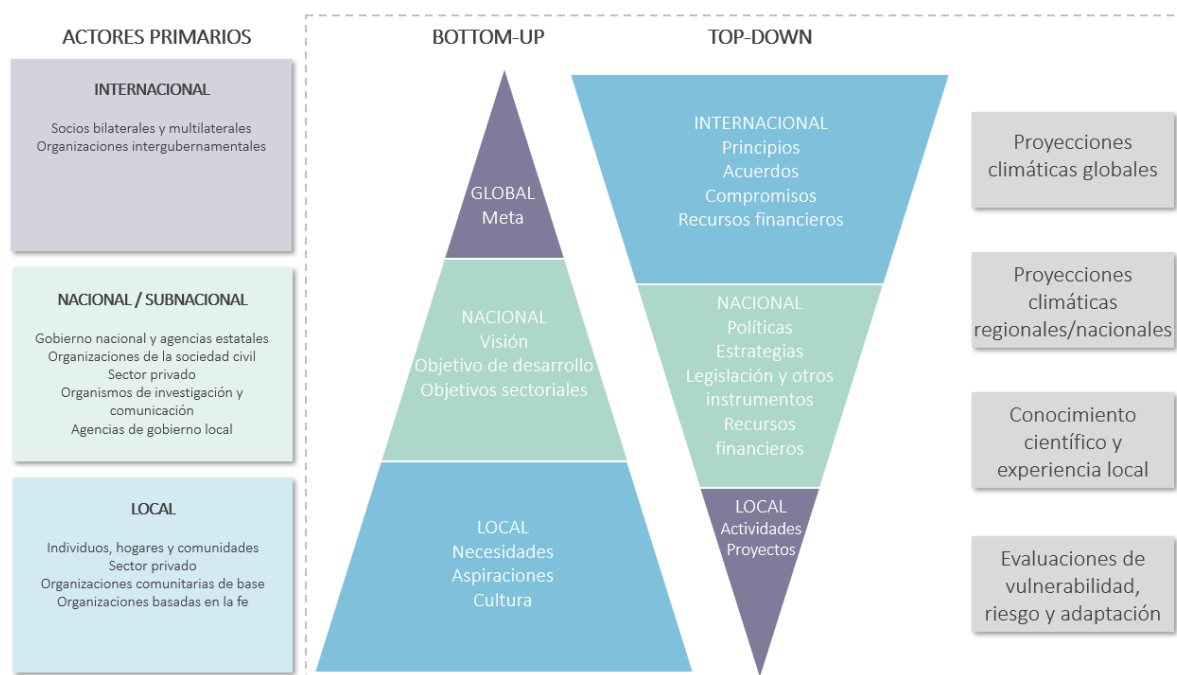 ACTORES PRIMARIOS
INTERNACIONAL
Socios bilaterales y multilaterales
Organizaciones intergubernamentales
NACIONAL / SUBNACIONAL
Gobierno nacional y agencias estatales
Organizaciones de la sociedad civil
Sector privado
Organismos de investigación y
comunicación
Agencias de gobierno local
LOCAL
Individuos, hogares y comunidades
Sector privado
Organizaciones comunitarias de base
Organizaciones basadas en la fe
BOTTOM-UP
GLOBAL
Meta
NACIONAL
Visión
Objetivo de desarrollo
Objetivos sectoriales
LOCAL
Necesidades
Aspiraciones
Cultura
TOP-DOWN
INTERNACIONAL
Principios
Acuerdos
Compromisos
Recursos financieros
NACIONAL
Políticas
Estrategias
Legislación y otros
instrumentos
Recursos
financieros
LOCAL
Actividades
Proyectos
Proyecciones
climáticas globales
Proyecciones
climáticas
regionales/nacionales
Conocimiento
científico y
experiencia local
Evaluaciones de
vulnerabilidad,
riesgo y adaptación